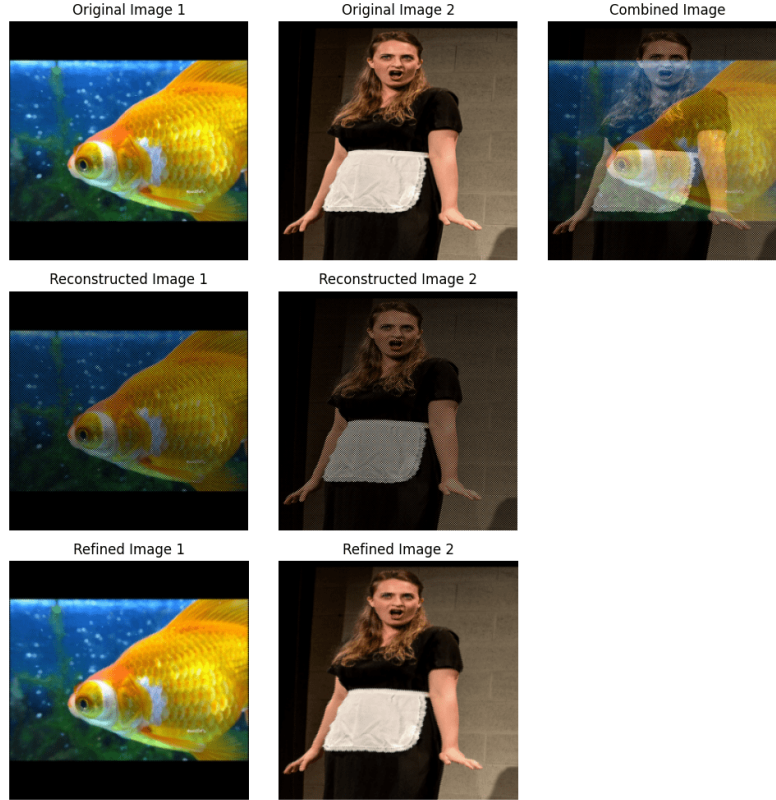 Original Image 1
Original Image 2
Combined Image
Reconstructed Image 1
Reconstructed Image 2
Refined Image 1
Refined Image 2